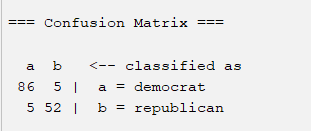 === Confusion Matrix ===
a b <-- classified as
86 5 | a = democrat
5 52 | b = republican